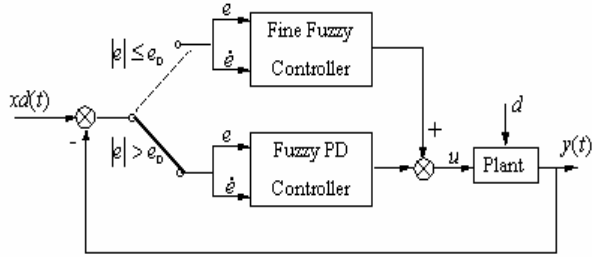 e
Fine Fuzzy
Controller
|e| ≤ e_D
ė
xd(t)
-
|e| > e_D
e
Fuzzy PD
Controller
ė
+
u
d
Plant
y(t)